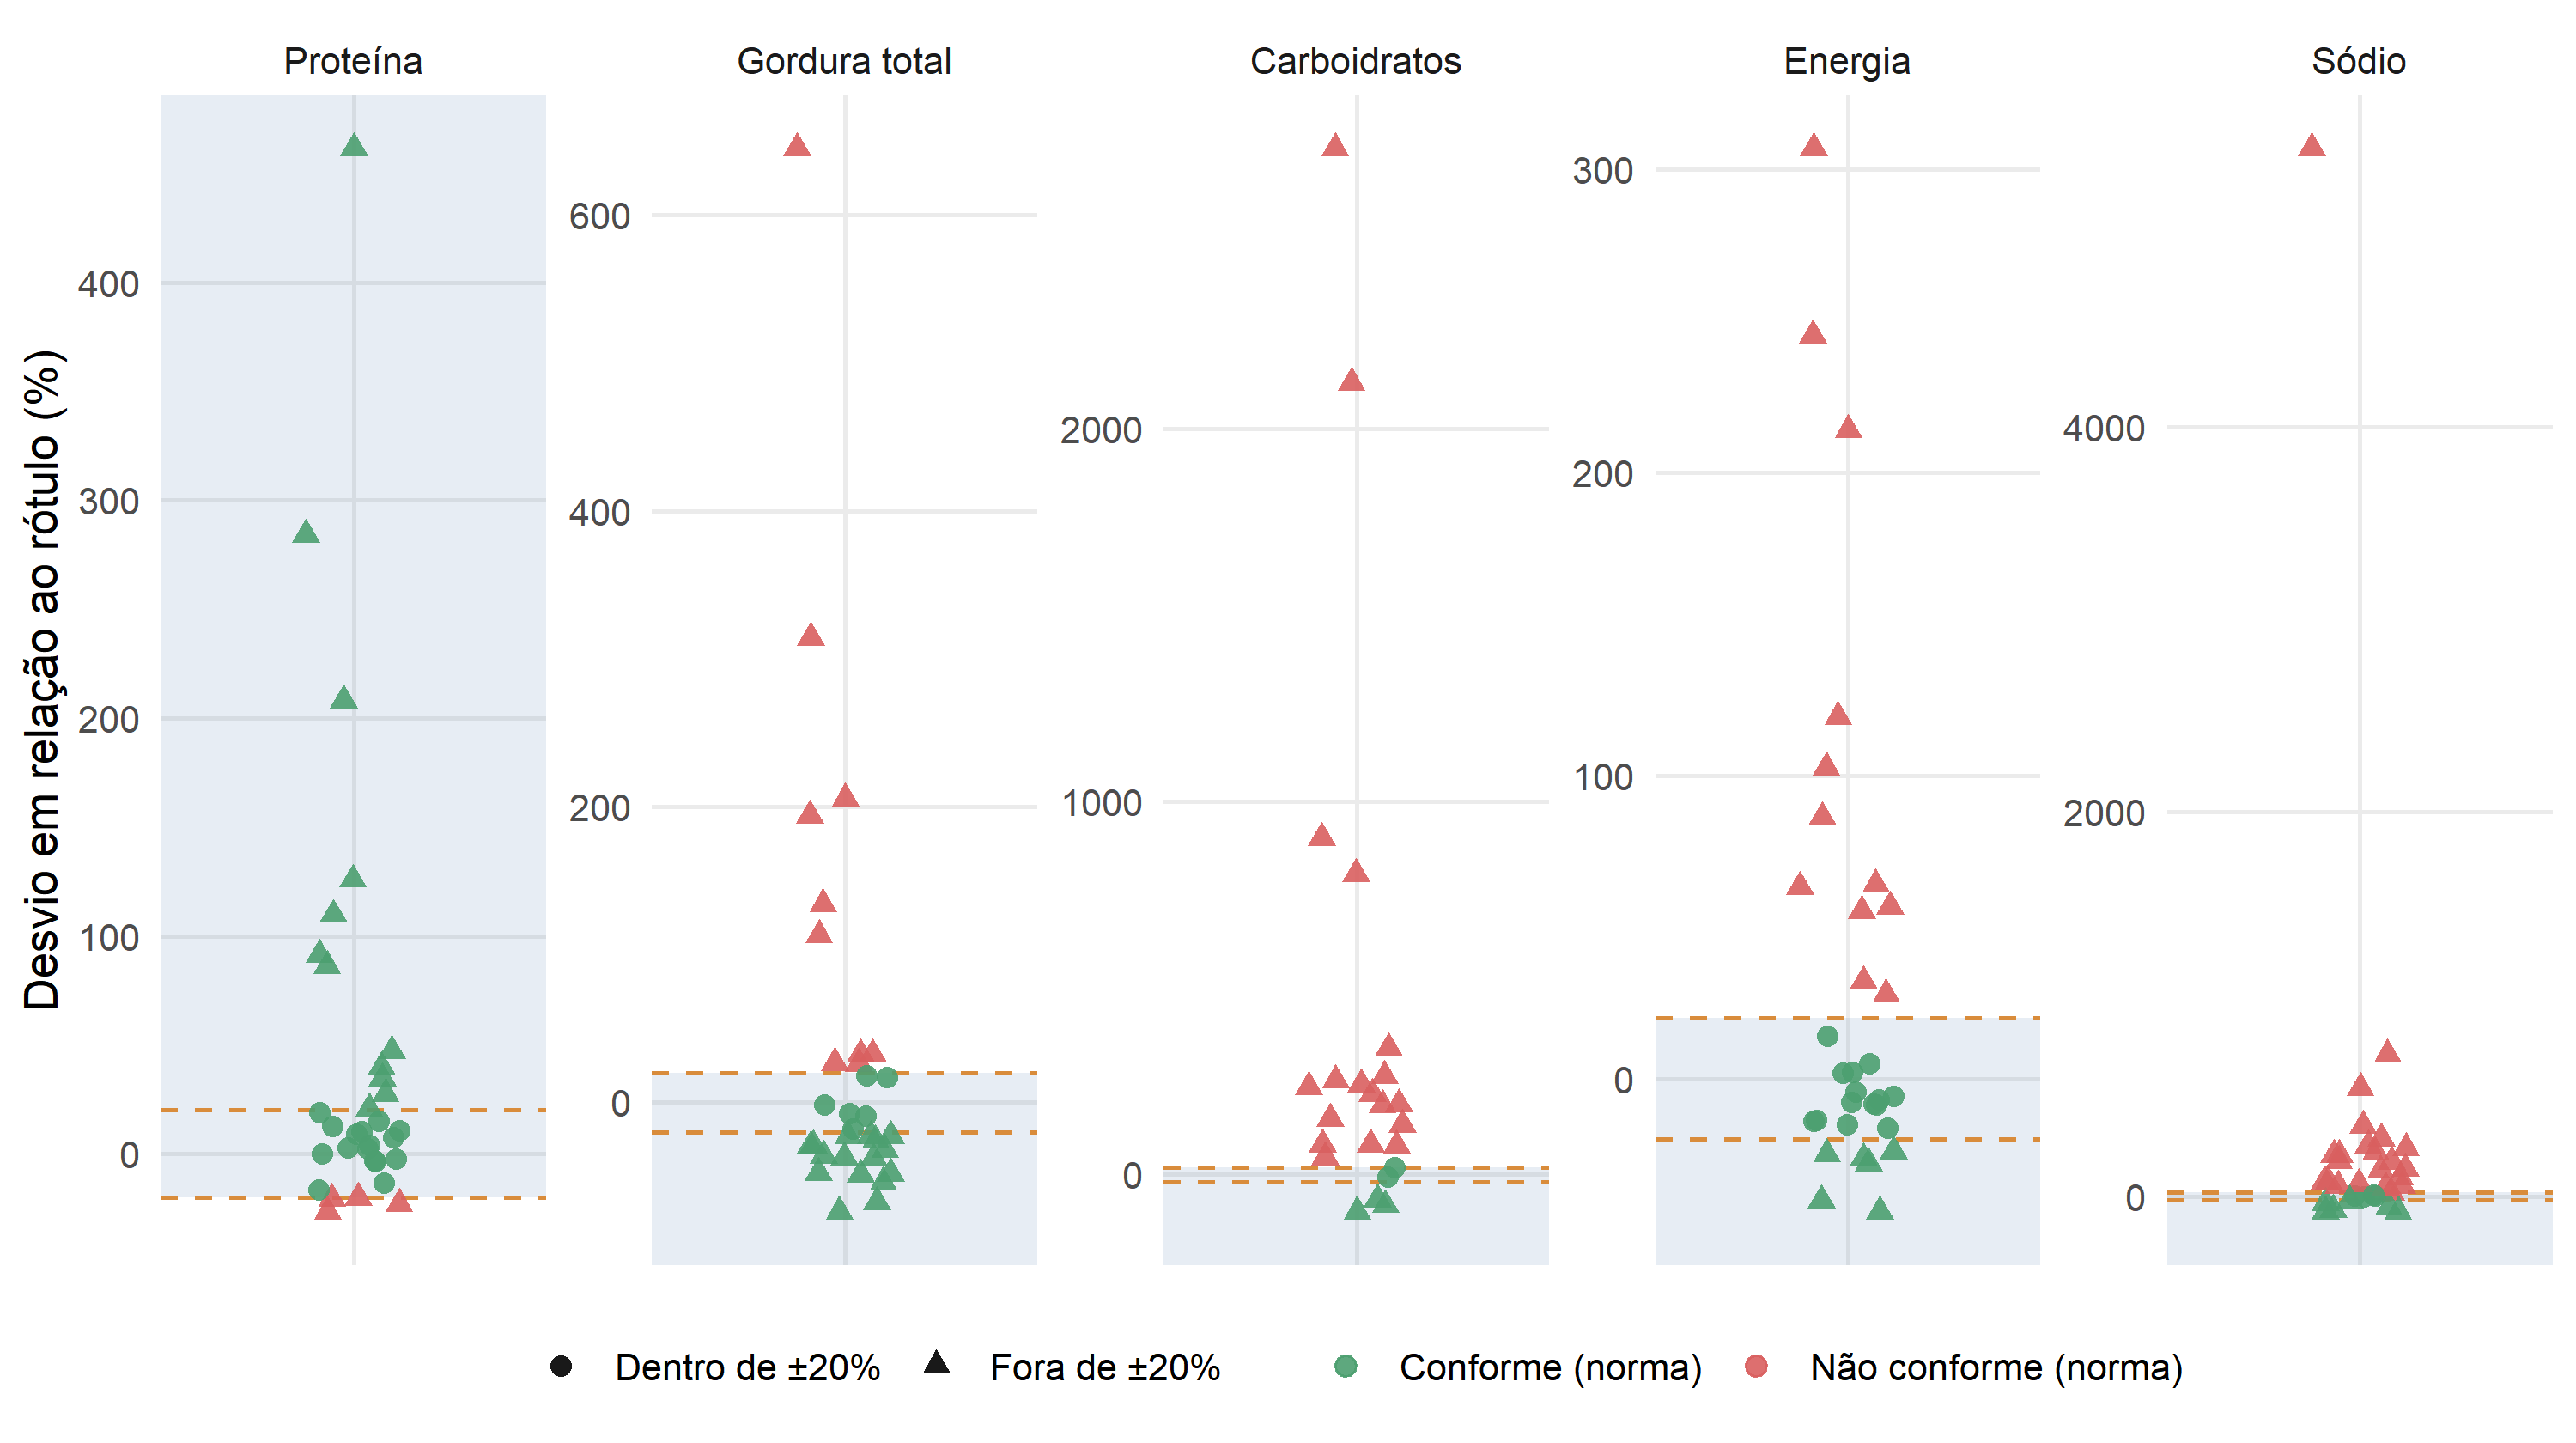 Proteína
Gordura total
Carboidratos
Energia
Sódio
Desvio em relação ao rótulo (%)
400
300
200
100
0
600
400
200
0
2000
1000
0
300
200
100
0
4000
2000
0
Dentro de ±20%
Fora de ±20%
Conforme (norma)
Não conforme (norma)